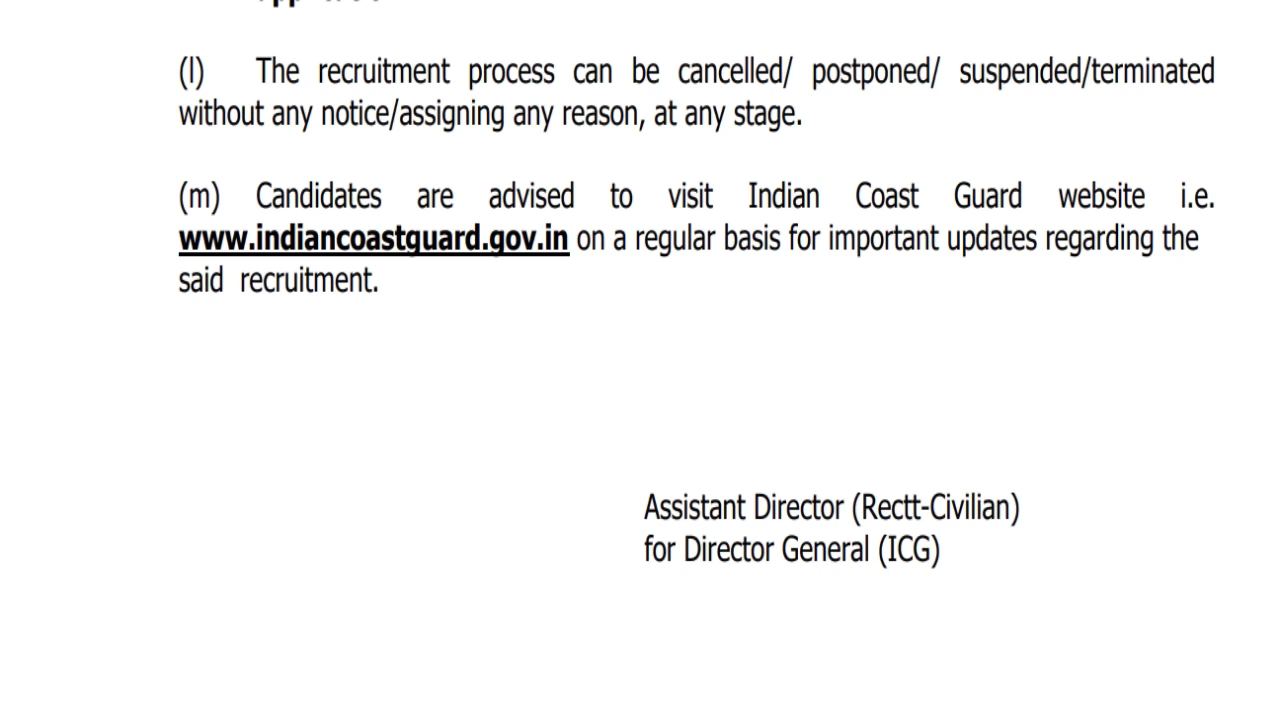 (l) The recruitment process can be cancelled/ postponed/ suspended/terminated
without any notice/assigning any reason, at any stage.
(m) Candidates are advised to visit Indian Coast Guard website i.e.
www.indiancoastguard.gov.in on a regular basis for important updates regarding the
said recruitment.
Assistant Director (Rectt-Civilian)
for Director General (ICG)